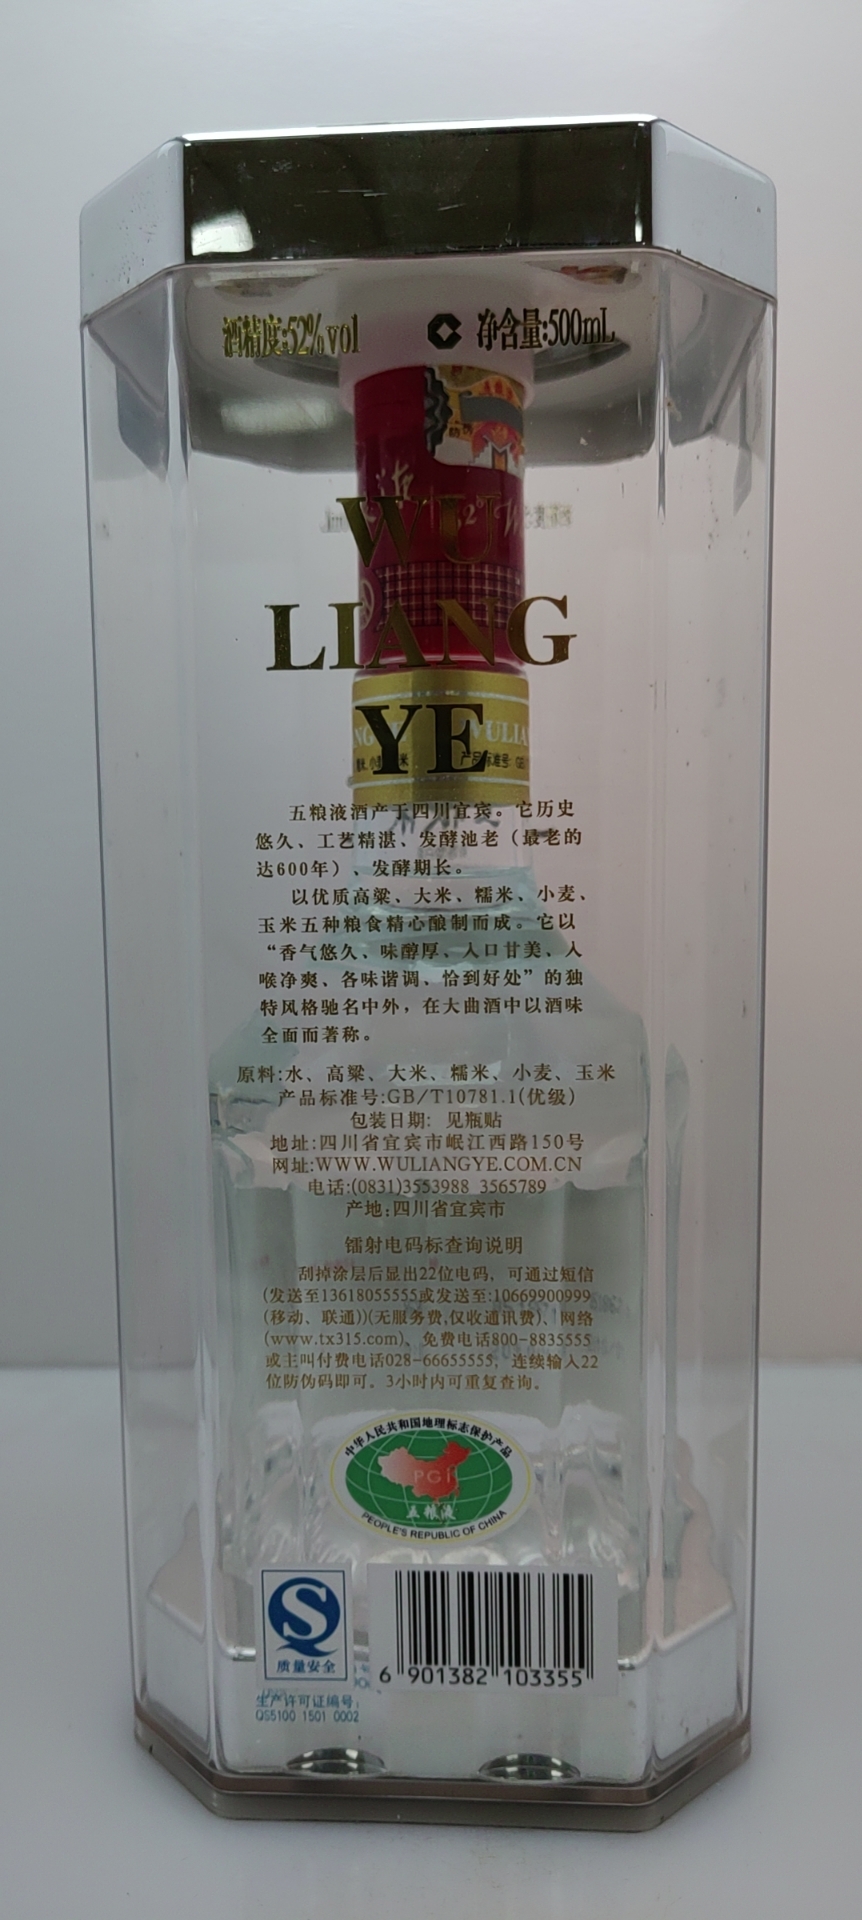 酒精度:52%vol 净含量:500mL
防伪
WU
LIANG
YE
WULIA
产品标准号: GB
五粮液酒产于四川宜宾。它历史
悠久、工艺精湛、发酵池老（最老的
达600年）、发酵期长。
以优质高粱、大米、糯米、小麦、
玉米五种粮食精心酿制而成。它以
“香气悠久、味醇厚、入口甘美、入
喉净爽、各味谐调、恰到好处”的独
特风格驰名中外，在大曲酒中以酒味
全面而著称。
原料:水、高粱、大米、糯米、小麦、玉米
产品标准号:GB/T10781.1(优级)
包装日期: 见瓶贴
地址:四川省宜宾市岷江西路150号
网址:WWW.WULIANGYE.COM.CN
电话:(0831)3553988 3565789
产地:四川省宜宾市
镭射电码标查询说明
刮掉涂层后显出22位电码，可通过短信
(发送至13618055555或发送至:10669900999
(移动、联通))(无服务费,仅收通讯费)、网络
(www.tx315.com)、免费电话800-8835555
或主叫付费电话028-66655555，连续输入22
位防伪码即可。3小时内可重复查询。
中华人民共和国地理标志保护产品
PGI
五粮液
PEOPLE'S REPUBLIC OF CHINA
质量安全
生产许可证编号:
QS5100 1501 0002
6 901382 103355